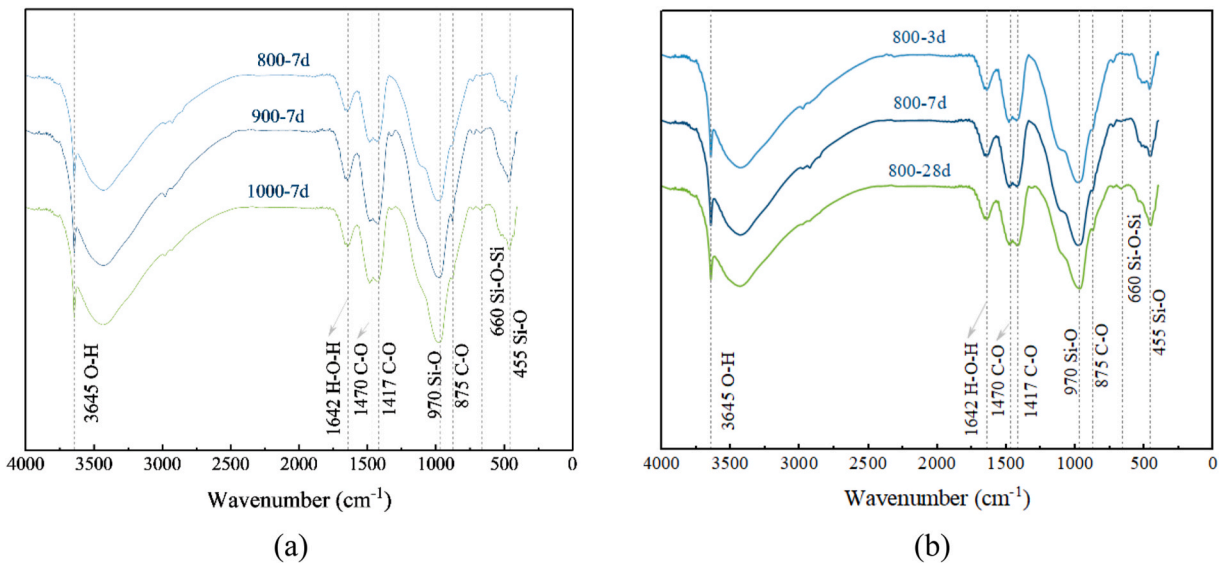 800-7d
900-7d
1000-7d
3645 O-H
1642 H-O-H
1470 C-O
1417 C-O
970 Si-O
875 C-O
660 Si-O-Si
455 Si-O
4000 3500 3000 2500 2000 1500 1000 500 0
Wavenumber (cm⁻¹)
(a)
800-3d
800-7d
800-28d
3645 O-H
1642 H-O-H
1470 C-O
1417 C-O
970 Si-O
875 C-O
660 Si-O-Si
455 Si-O
4000 3500 3000 2500 2000 1500 1000 500 0
Wavenumber (cm⁻¹)
(b)